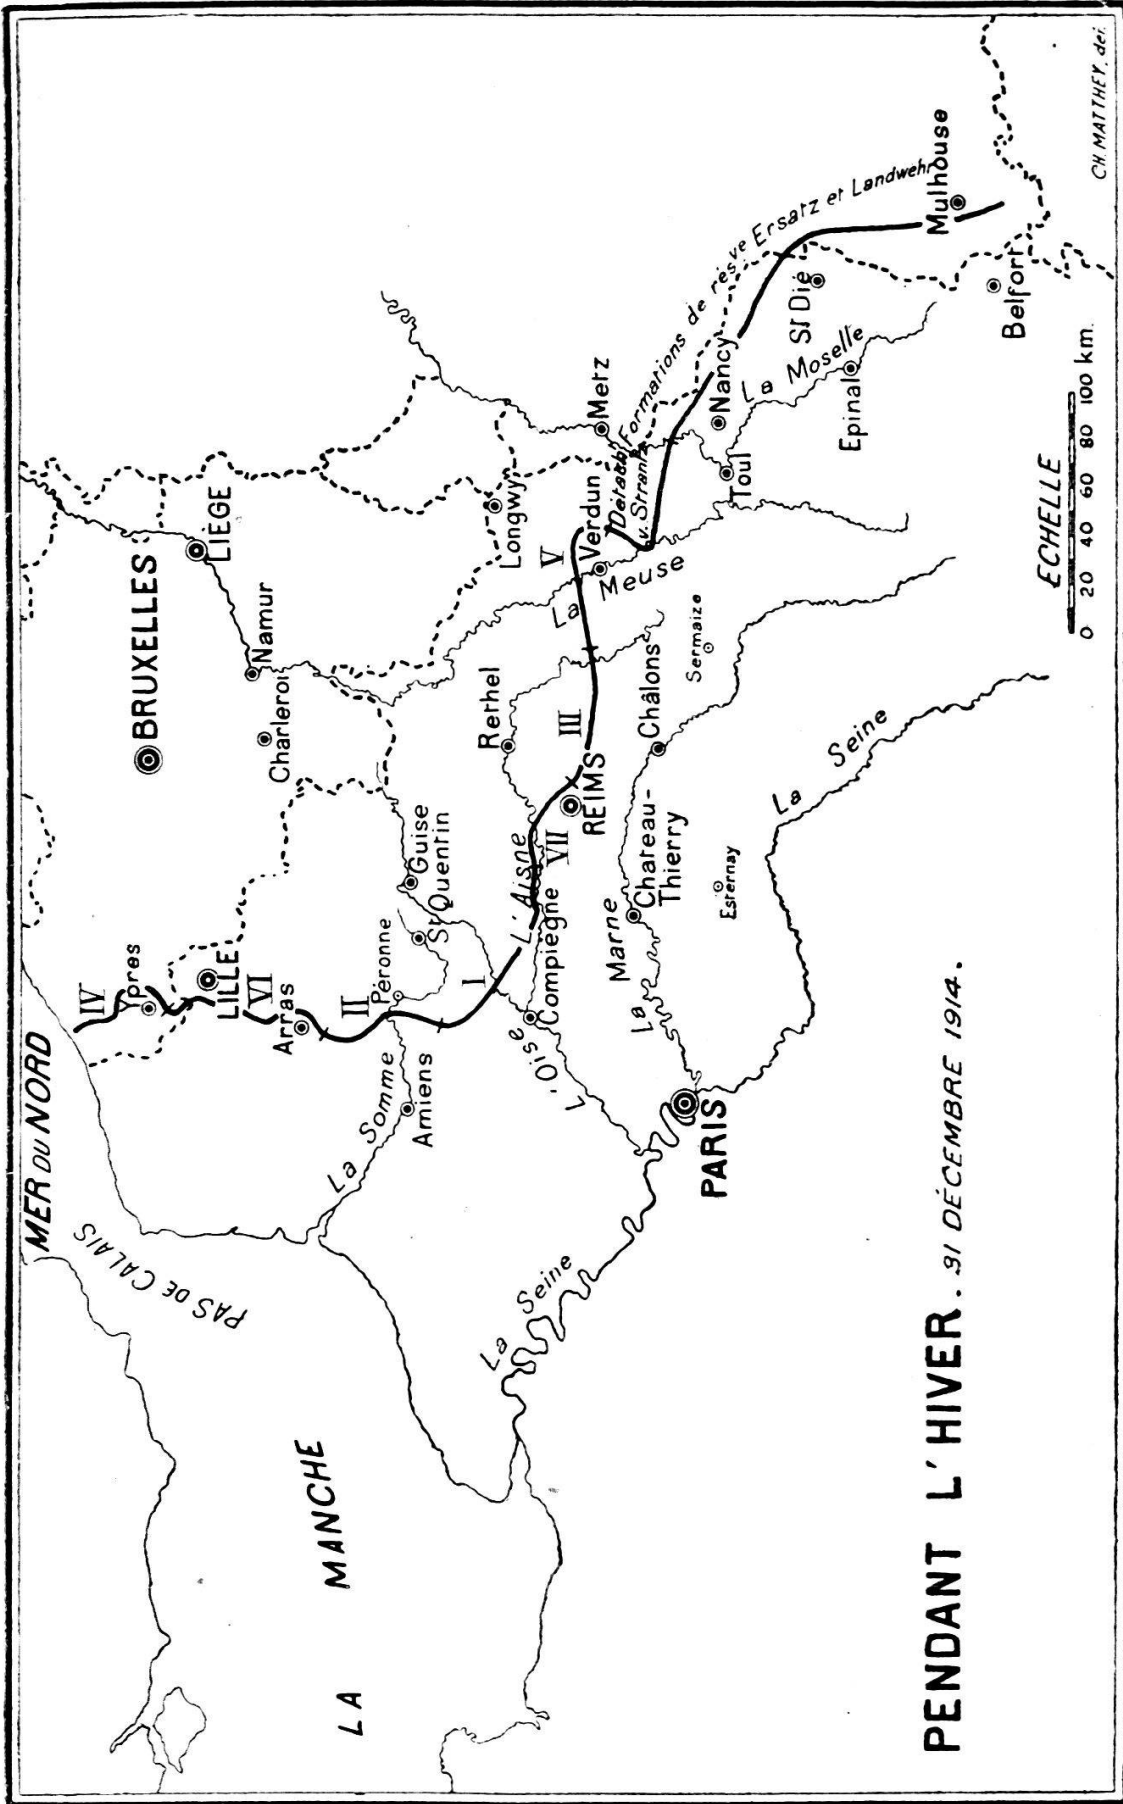 MER DU NORD
PAS DE CALAIS
LA MANCHE
IV
Ypres
LILLE
VI
Arras
II
Péronne
La Somme
Amiens
I
BRUXELLES
LIÈGE
Namur
Charleroi
Guise
St Quentin
L'Aisne
VII
Compiègne
L'Oise
Rethel
REIMS
III
V
Longwy
Verdun
La Meuse
Metz
Détacht
v. Strantz
Formations de résve Ersatz et Landwehr
Nancy
Toul
La Moselle
St Dié
Epinal
Mulhouse
Belfort
Châlons
Sermaize
Chateau-
Thierry
La Marne
Esternay
PARIS
La Seine
La Seine
ECHELLE
0 20 40 60 80 100 km.
PENDANT L'HIVER. 31 DÉCEMBRE 1914.
CH. MATTHEY, del.